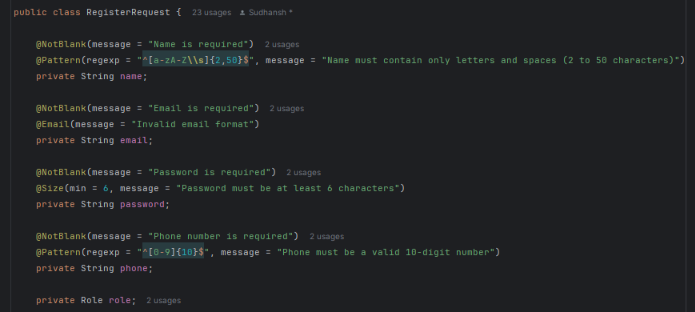 public class RegisterRequest { 23 usages Sudhansh *
@NotBlank(message = "Name is required") 2 usages
@Pattern(regexp = "^[a-zA-Z\\s]{2,50}$", message = "Name must contain only letters and spaces (2 to 50 characters)")
private String name;
@NotBlank(message = "Email is required") 2 usages
@Email(message = "Invalid email format")
private String email;
@NotBlank(message = "Password is required") 2 usages
@Size(min = 6, message = "Password must be at least 6 characters")
private String password;
@NotBlank(message = "Phone number is required") 2 usages
@Pattern(regexp = "^[0-9]{10}$", message = "Phone must be a valid 10-digit number")
private String phone;
private Role role; 2 usages